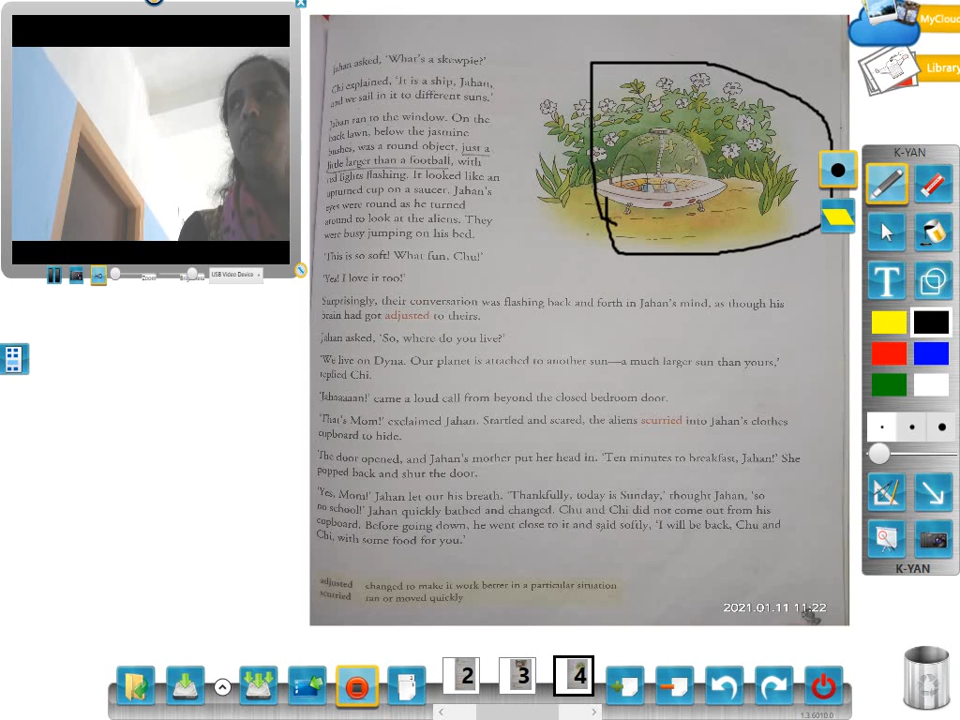 MyCloud
Library
K-YAN
T
USB Video Device
Jahan asked, ‘What’s a skewpie?’
Chi explained, ‘It is a ship, Jahan,
and we sail in it to different suns.’
Jahan ran to the window. On the
back lawn, below the jasmine
bushes, was a round object, just a
little larger than a football, with
red lights flashing. It looked like an
upturned cup on a saucer. Jahan’s
eyes were round as he turned
around to look at the aliens. They
were busy jumping on his bed.
‘This is so soft! What fun, Chu!’
‘Yes! I love it too!’
Surprisingly, their conversation was flashing back and forth in Jahan’s mind, as though his
brain had got adjusted to theirs.
Jahan asked, ‘So, where do you live?’
‘We live on Dyna. Our planet is attached to another sun—a much larger sun than yours,’
replied Chi.
‘Jahaaaaan!’ came a loud call from beyond the closed bedroom door.
‘That’s Mom!’ exclaimed Jahan. Startled and scared, the aliens scurried into Jahan’s clothes
cupboard to hide.
The door opened, and Jahan’s mother put her head in. ‘Ten minutes to breakfast, Jahan!’ She
popped back and shut the door.
‘Yes, Mom!’ Jahan let out his breath. ‘Thankfully, today is Sunday,’ thought Jahan, ‘so
no school!’ Jahan quickly bathed and changed. Chu and Chi did not come out from his
cupboard. Before going down, he went close to it and said softly, ‘I will be back, Chu and
Chi, with some food for you.’
adjusted changed to make it work better in a particular situation
scurried ran or moved quickly
2021.01.11 11:22
K-YAN
2
3
4
1.3.6010.0